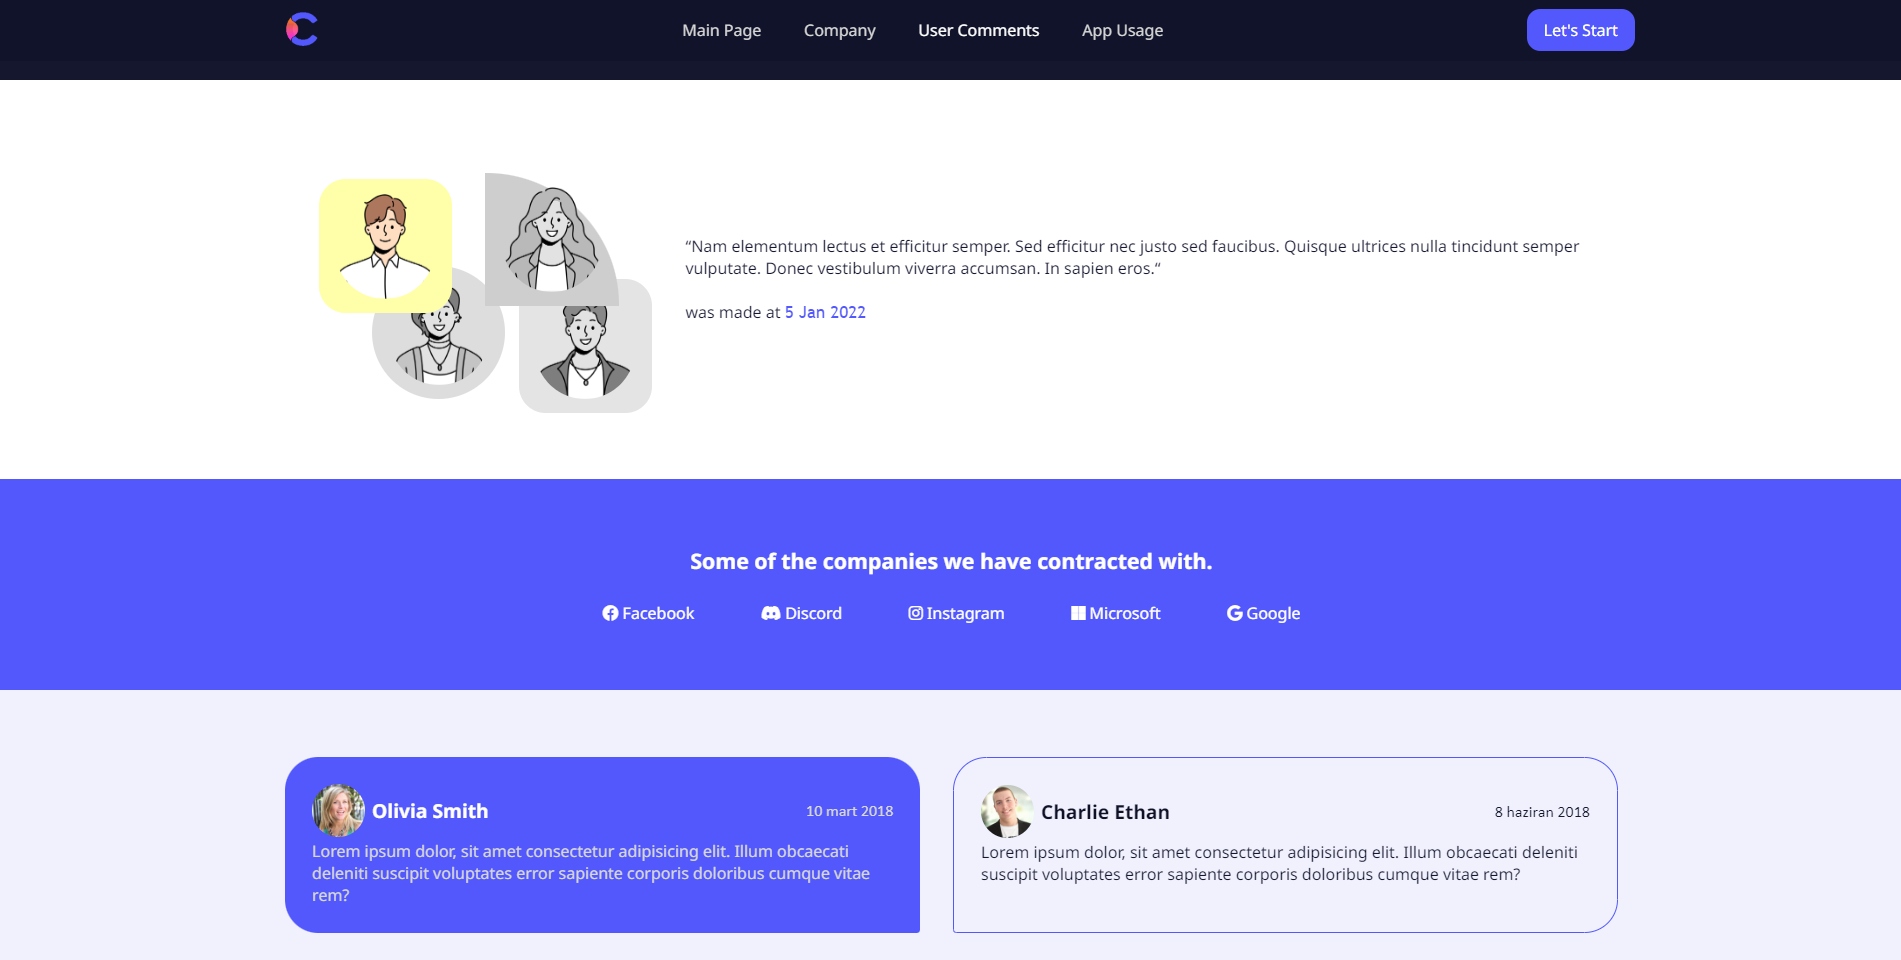 Main Page
Company
User Comments
App Usage
Let's Start
“Nam elementum lectus et efficitur semper. Sed efficitur nec justo sed faucibus. Quisque ultrices nulla tincidunt semper
vulputate. Donec vestibulum viverra accumsan. In sapien eros.“
was made at 5 Jan 2022
Some of the companies we have contracted with.
Facebook
Discord
Instagram
Microsoft
Google
Olivia Smith
10 mart 2018
Lorem ipsum dolor, sit amet consectetur adipisicing elit. Illum obcaecati
deleniti suscipit voluptates error sapiente corporis doloribus cumque vitae
rem?
Charlie Ethan
8 haziran 2018
Lorem ipsum dolor, sit amet consectetur adipisicing elit. Illum obcaecati deleniti
suscipit voluptates error sapiente corporis doloribus cumque vitae rem?